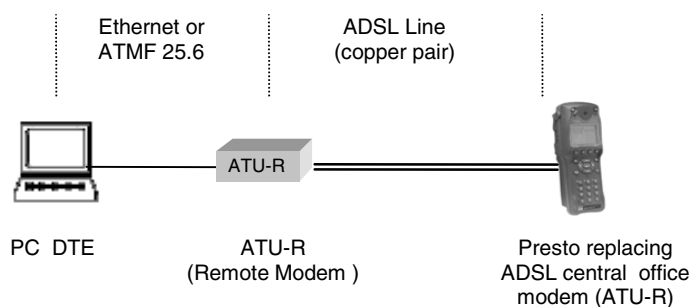 Ethernet or
ATMF 25.6
ADSL Line
(copper pair)
ATU-R
PC DTE
ATU-R
(Remote Modem )
Presto replacing
ADSL central office
modem (ATU-R)